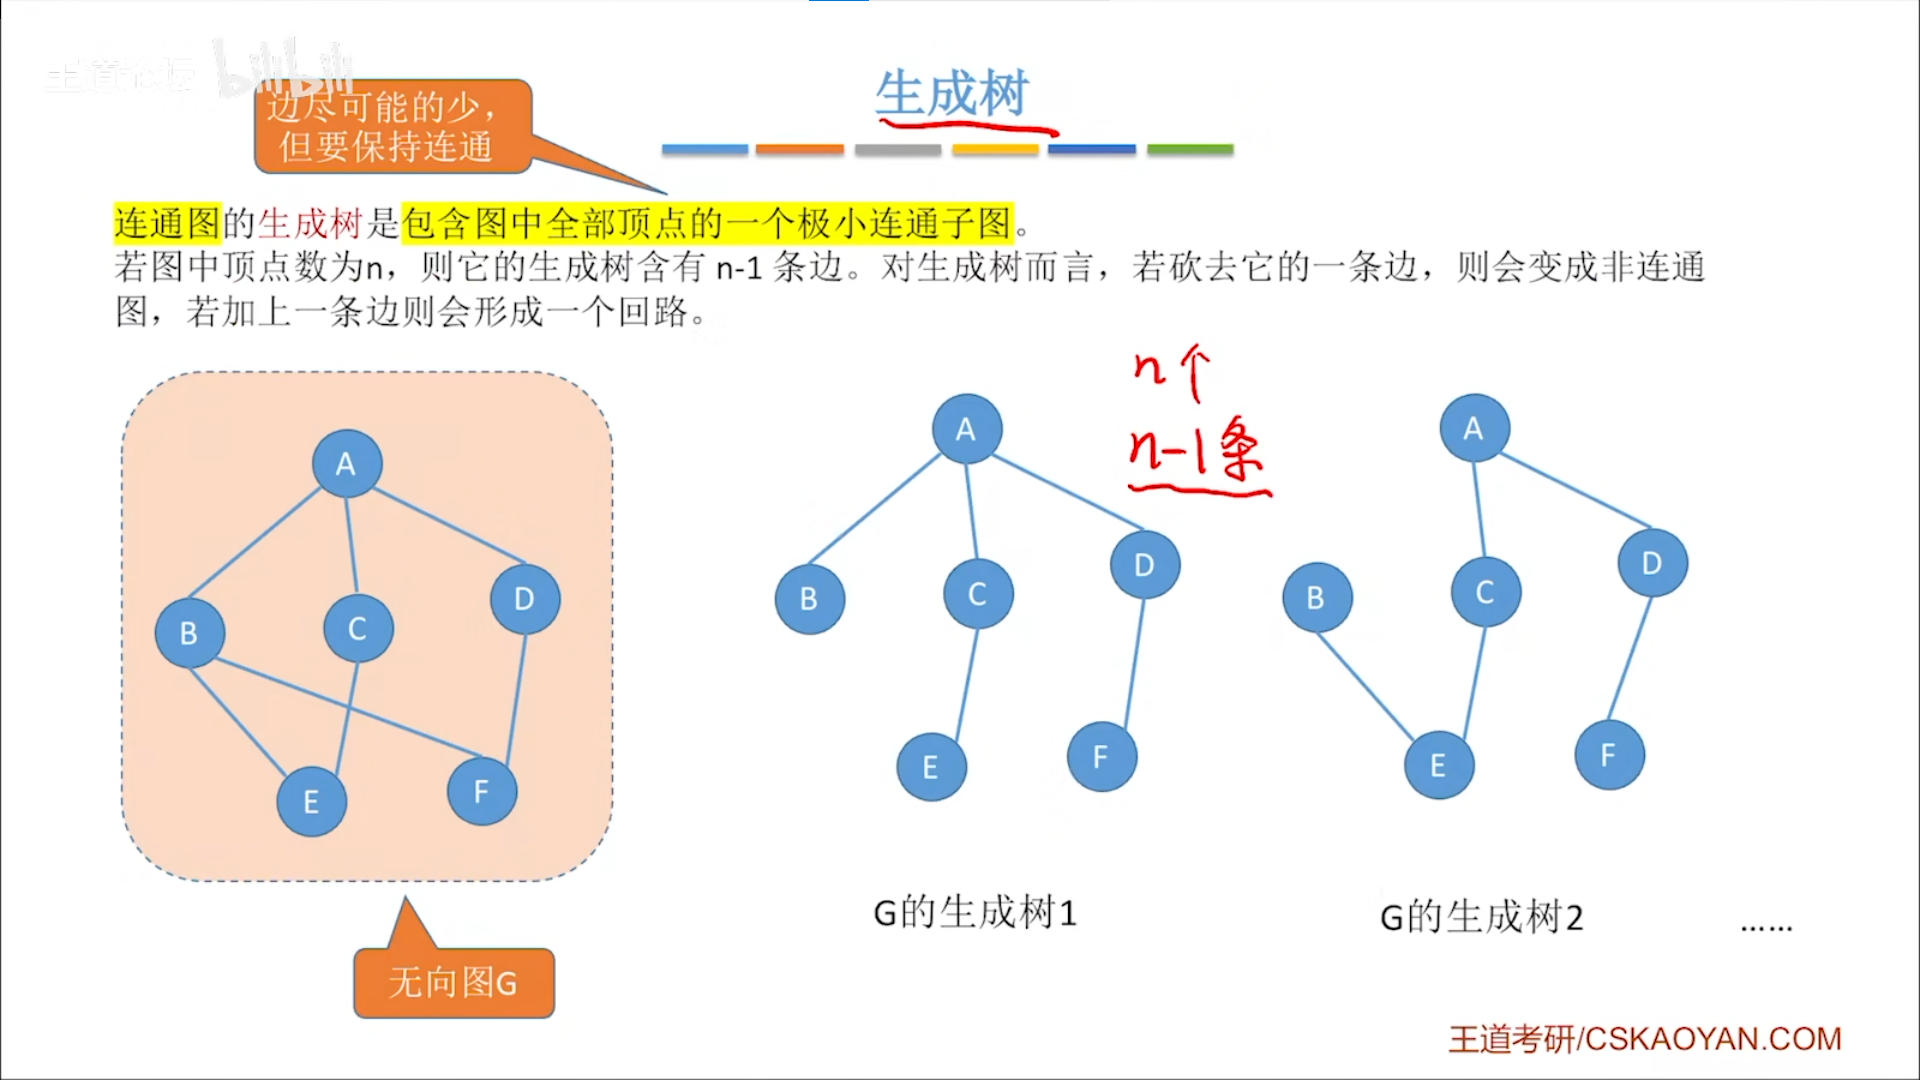 王道论坛 bilibili
边尽可能的少，
但要保持连通
生成树
连通图的生成树是包含图中全部顶点的一个极小连通子图。
若图中顶点数为n，则它的生成树含有 n-1 条边。对生成树而言，若砍去它的一条边，则会变成非连通
图，若加上一条边则会形成一个回路。
n个
n-1条
A
B
C
D
E
F
无向图G
A
B
C
D
E
F
G的生成树1
A
B
C
D
E
F
G的生成树2
……
王道考研/CSKAOYAN.COM